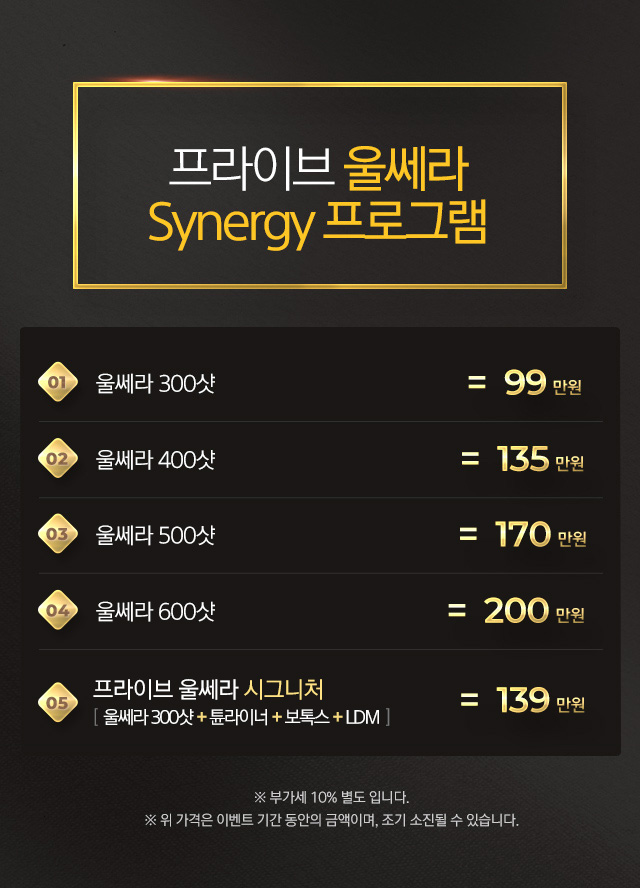 프라이브 울쎄라
Synergy 프로그램
01 울쎄라 300샷 = 99 만원
02 울쎄라 400샷 = 135 만원
03 울쎄라 500샷 = 170 만원
04 울쎄라 600샷 = 200 만원
05 프라이브 울쎄라 시그니처 = 139 만원
[ 울쎄라 300샷 + 튠라이너 + 보톡스 + LDM ]
※ 부가세 10% 별도 입니다.
※ 위 가격은 이벤트 기간 동안의 금액이며, 조기 소진될 수 있습니다.